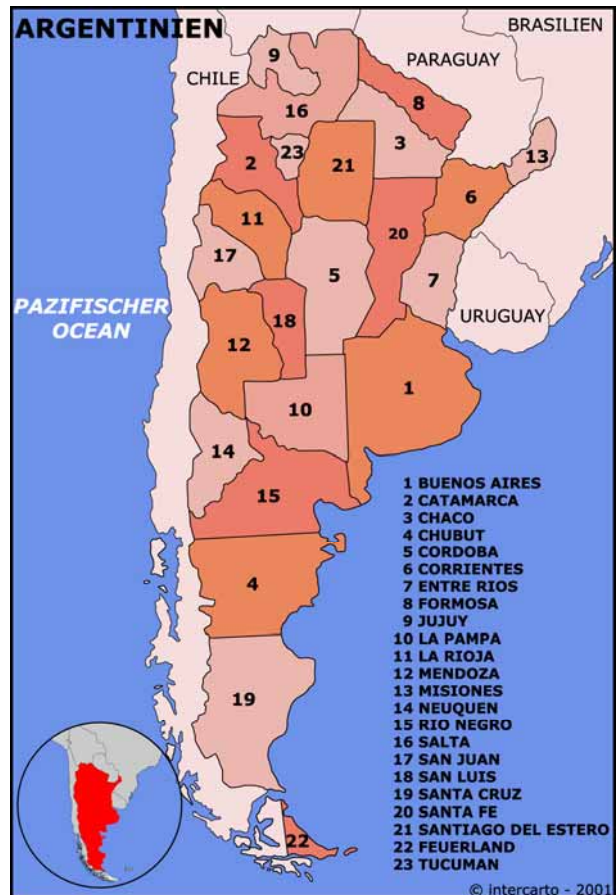 ARGENTINIEN
BRASILIEN
PARAGUAY
CHILE
9
16
8
3
23
13
2
21
6
11
20
17
5
7
PAZIFISCHER
OCEAN
18
URUGUAY
12
1
10
14
15
4
19
22
1 BUENOS AIRES
2 CATAMARCA
3 CHACO
4 CHUBUT
5 CORDOBA
6 CORRIENTES
7 ENTRE RIOS
8 FORMOSA
9 JUJUY
10 LA PAMPA
11 LA RIOJA
12 MENDOZA
13 MISIONES
14 NEUQUEN
15 RIO NEGRO
16 SALTA
17 SAN JUAN
18 SAN LUIS
19 SANTA CRUZ
20 SANTA FE
21 SANTIAGO DEL ESTERO
22 FEUERLAND
23 TUCUMAN
© intercarto - 2001